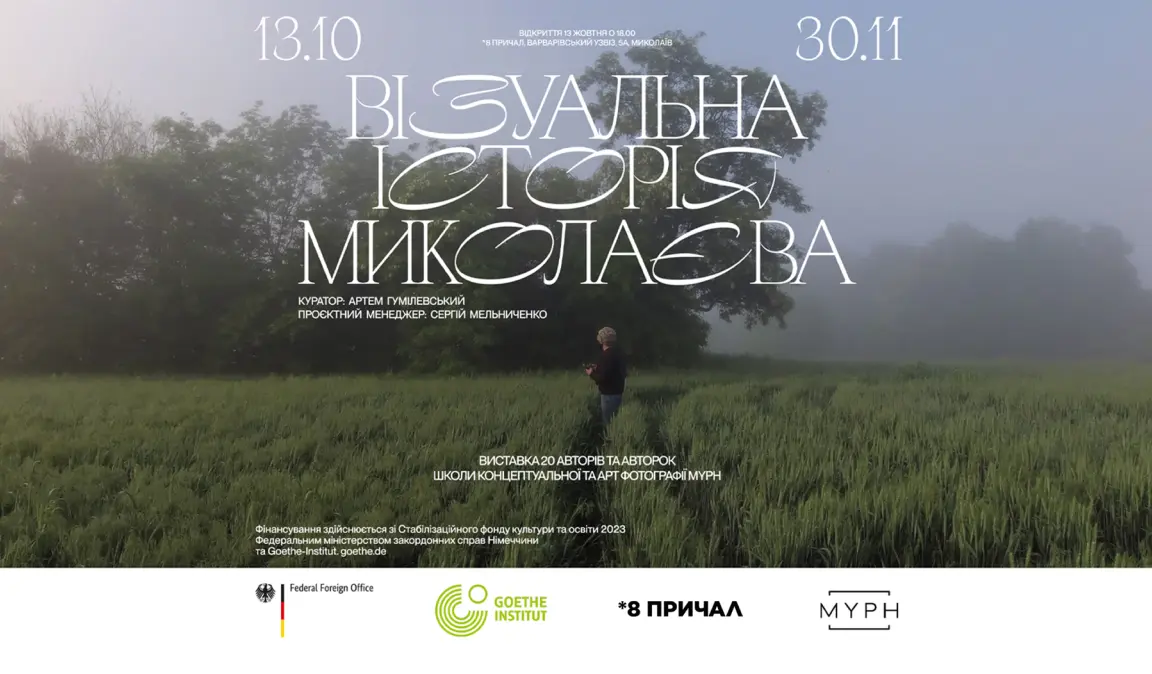 13.10
ВІДКРИТТЯ 13 ЖОВТНЯ О 18.00
*8 ПРИЧАЛ, ВАРВАРІВСЬКИЙ УЗВІЗ, 5А, МИКОЛАЇВ
30.11
ВІЗУАЛЬНА
ІСТОРІЯ
МИКОЛАЄВА
КУРАТОР: АРТЕМ ГУМІЛЕВСЬКИЙ
ПРОЄКТНИЙ МЕНЕДЖЕР: СЕРГІЙ МЕЛЬНИЧЕНКО
ВИСТАВКА 20 АВТОРІВ ТА АВТОРОК
ШКОЛИ КОНЦЕПТУАЛЬНОЇ ТА АРТ ФОТОГРАФІЇ MYPH
Фінансування здійснюється зі Стабілізаційного фонду культури та освіти 2023
Федеральним міністерством закордонних справ Німеччини
та Goethe-Institut. goethe.de
Federal Foreign Office
GOETHE
INSTITUT
*8 ПРИЧАЛ
MYPH